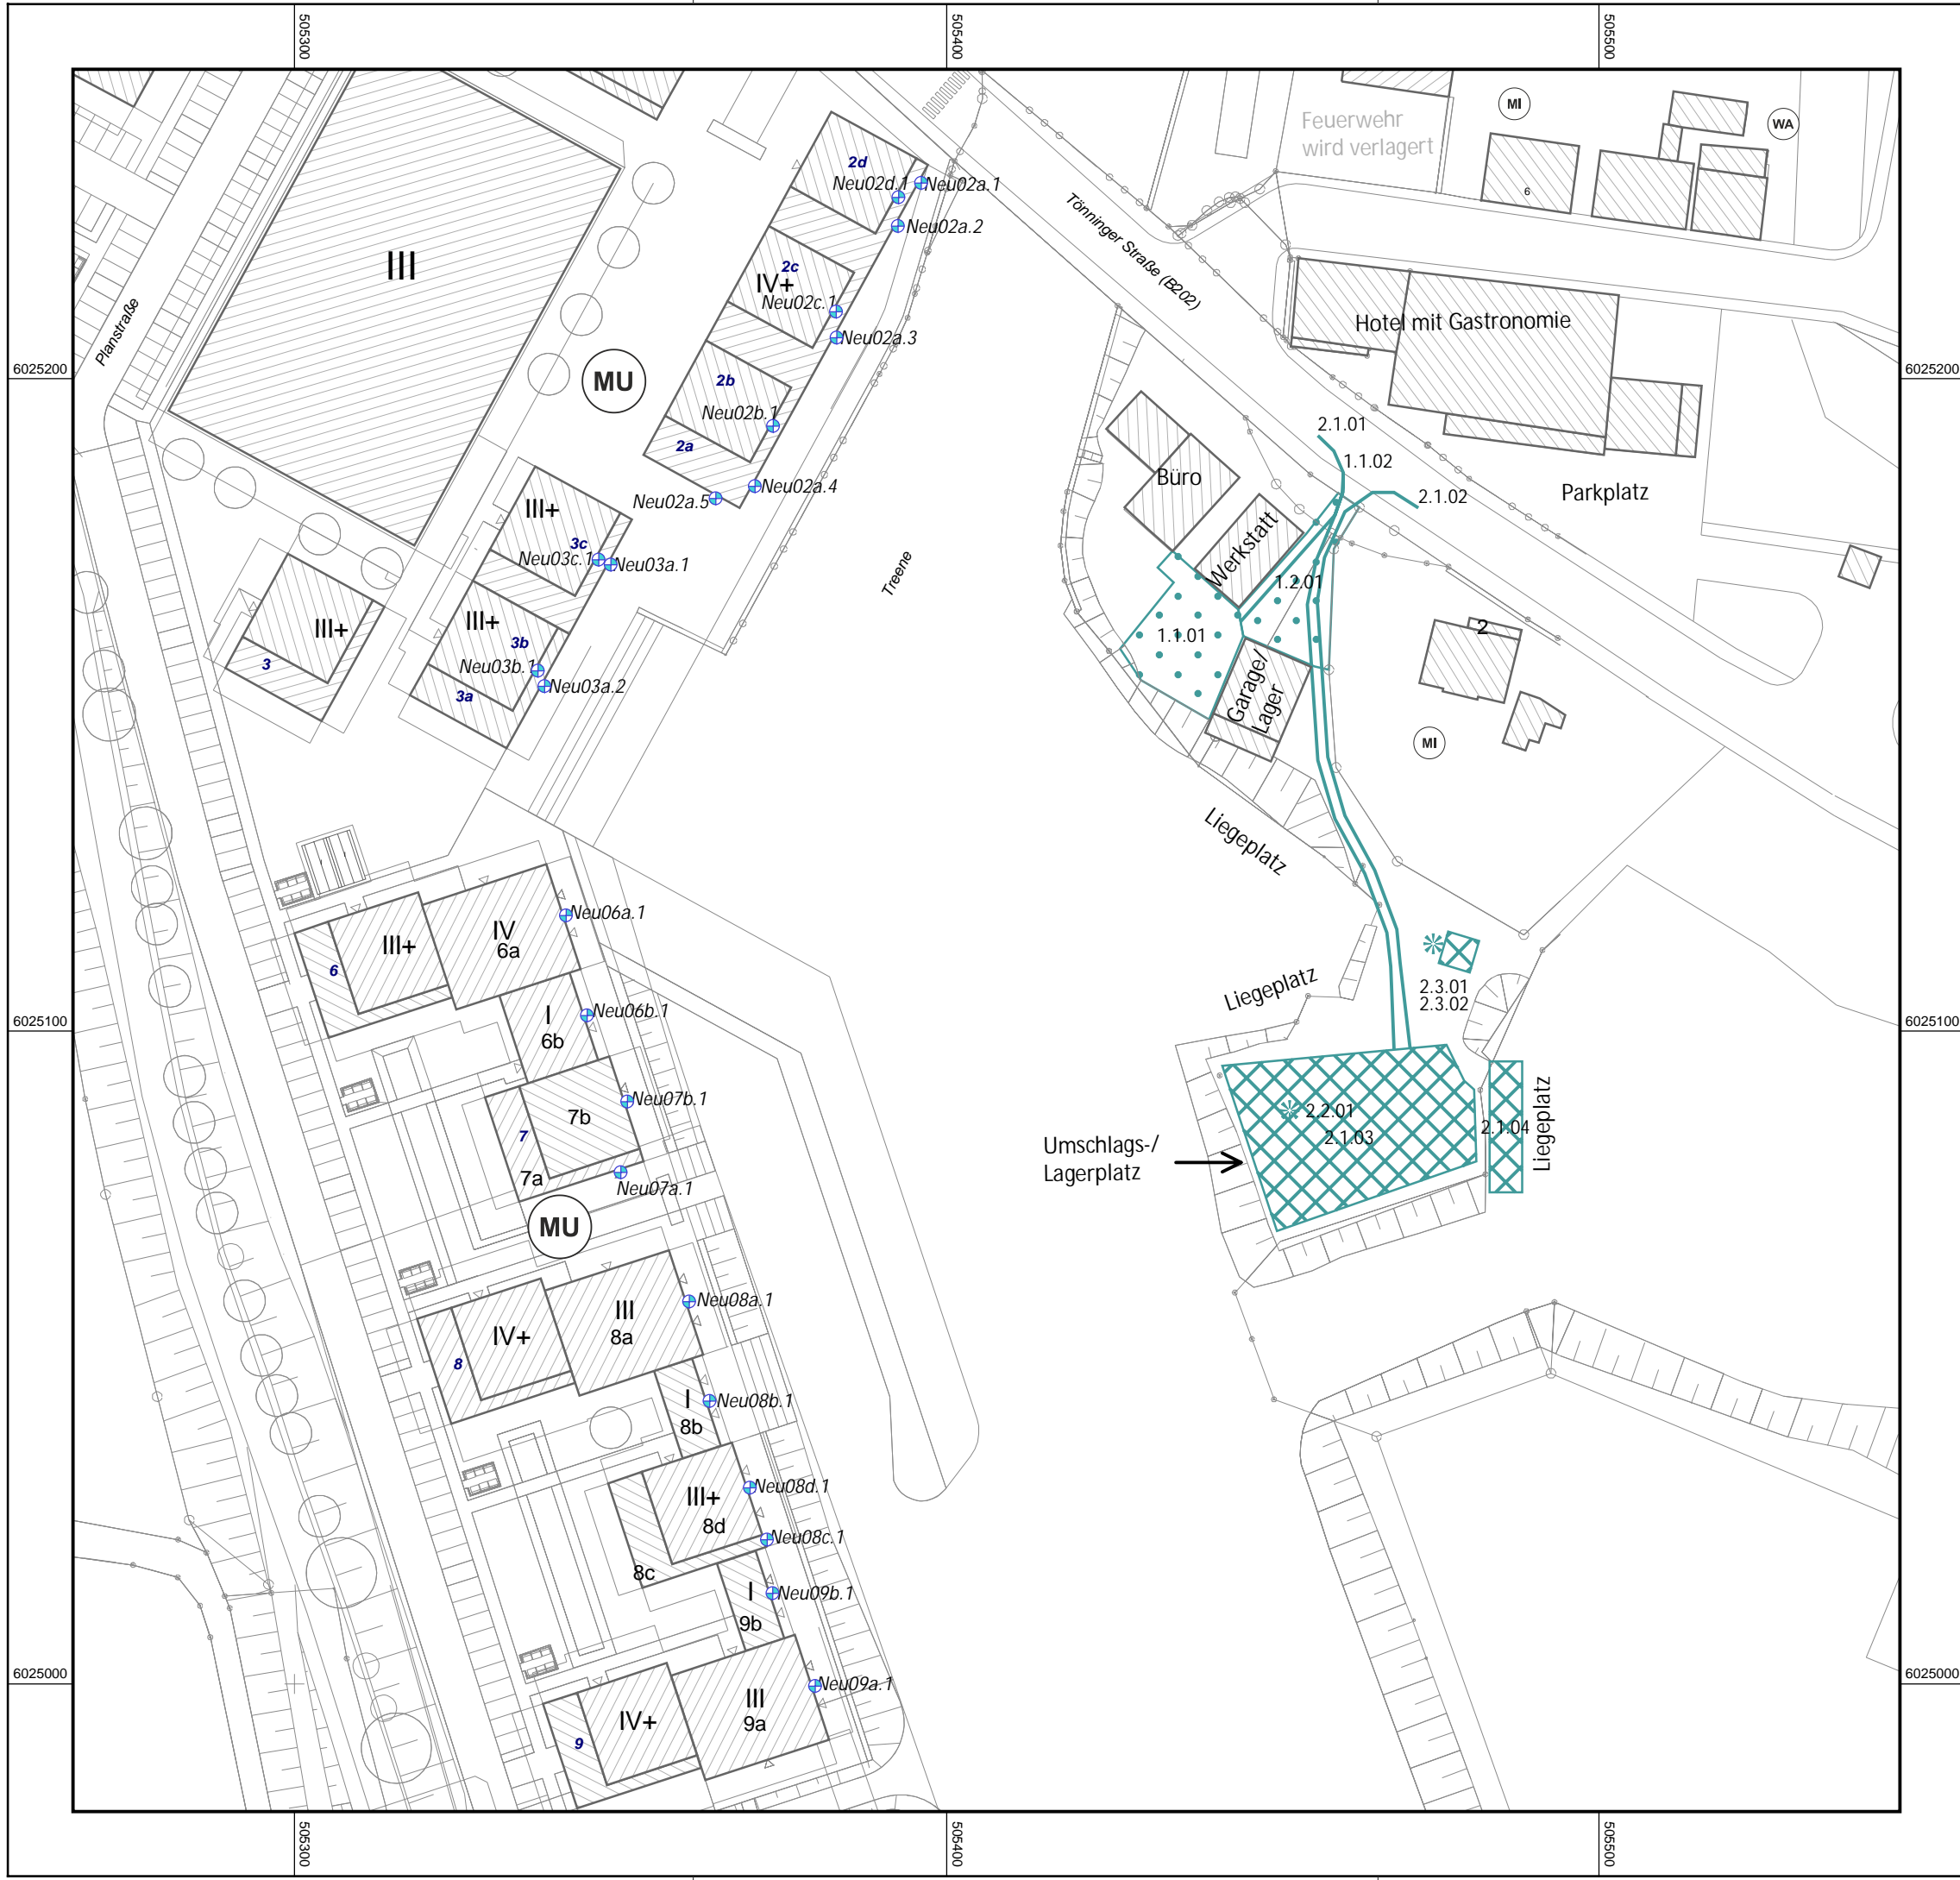 505300
505400
505500
MI
WA
Feuerwehr
wird verlagert
6
2d
Neu02d.1
Neu02a.1
Neu02a.2
Tönninger Straße (B202)
III
2c
IV+
Neu02c.1
Neu02a.3
Hotel mit Gastronomie
Planstraße
6025200
6025200
MU
2b
Neu02b.1
2a
Neu02a.4
Neu02a.5
2.1.01
1.1.02
2.1.02
Büro
Parkplatz
Werkstatt
III+
3c
Neu03c.1
Neu03a.1
Treene
1.2.01
III+
3
III+
3b
Neu03b.1
3a
Neu03a.2
1.1.01
2
Garage/
Lager
MI
Liegeplatz
Neu06a.1
III+
IV
6a
6
Liegeplatz
2.3.01
2.3.02
I
6b
Neu06b.1
6025100
6025100
Neu07b.1
7b
7
7a
Neu07a.1
2.2.01
2.1.03
2.1.04
Liegeplatz
Umschlags-/
Lagerplatz
MU
Neu08a.1
III
8a
IV+
8
I
8b
Neu08b.1
Neu08d.1
III+
8d
Neu08c.1
8c
I
9b
Neu09b.1
6025000
6025000
Neu09a.1
III
9a
IV+
9
505300
505400
505500